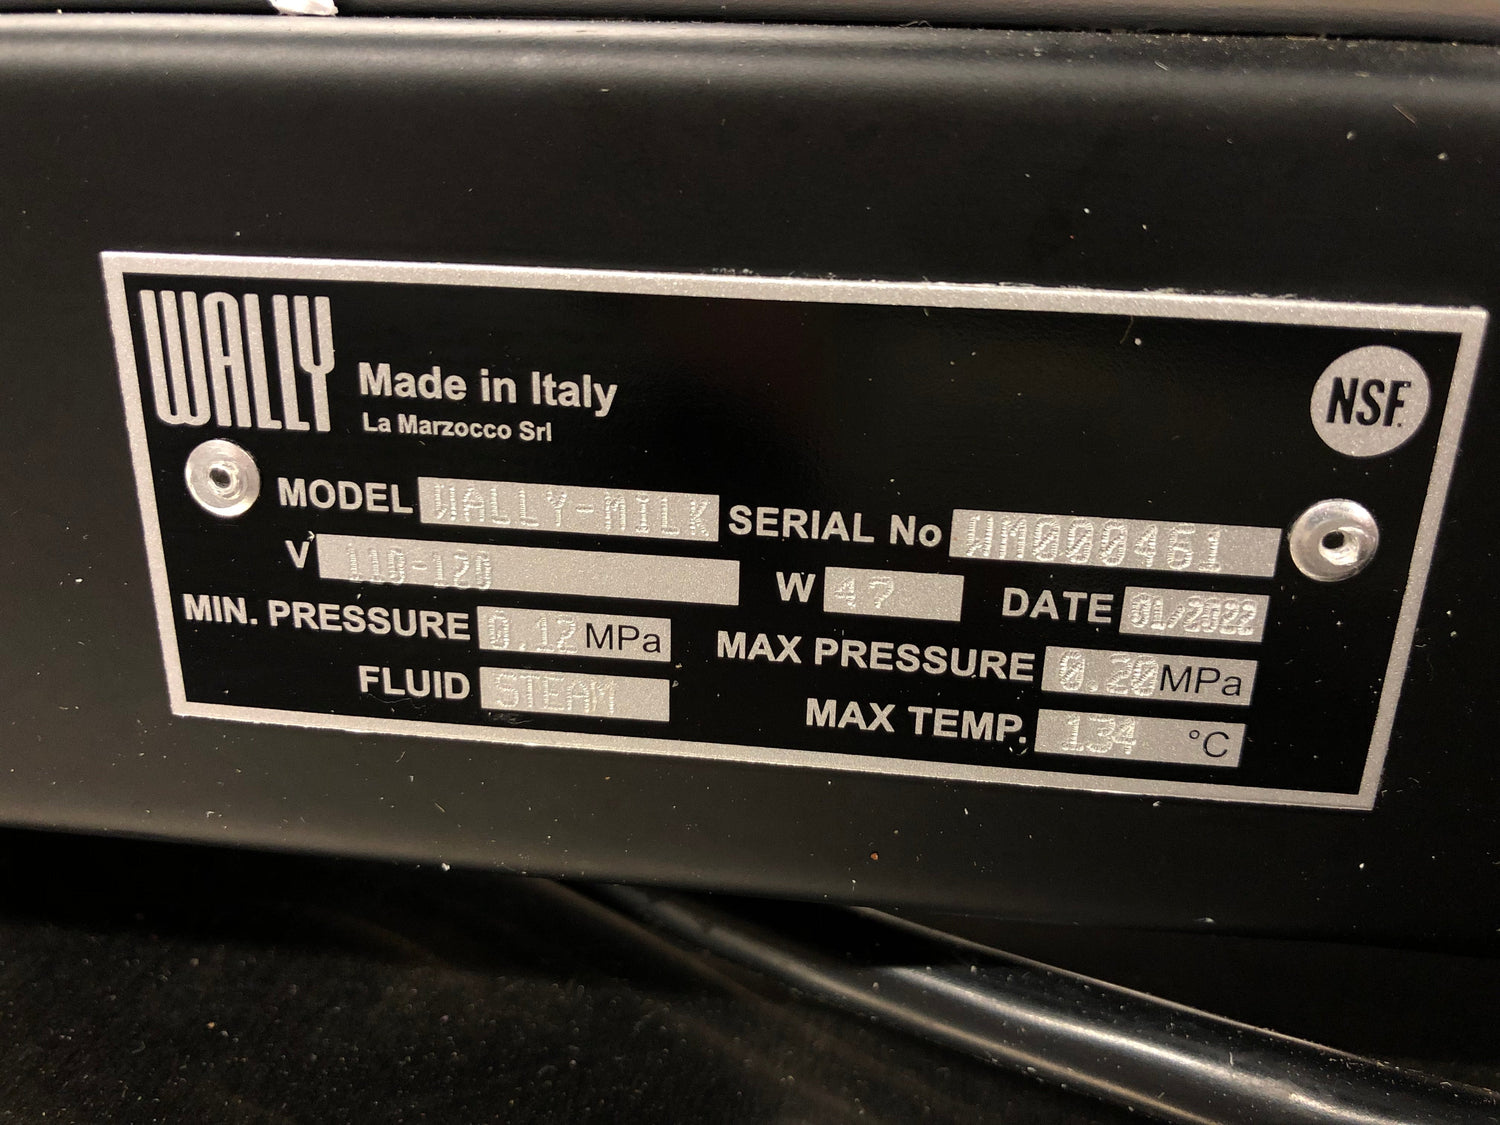 WALLY
Made in Italy
La Marzocco Srl
NSF.
MODEL WALLY-MILK SERIAL No WM000461
V 110-120 W 47 DATE 01/2022
MIN. PRESSURE 0.12 MPa MAX PRESSURE 0.20 MPa
FLUID STEAM MAX TEMP. 134 °C